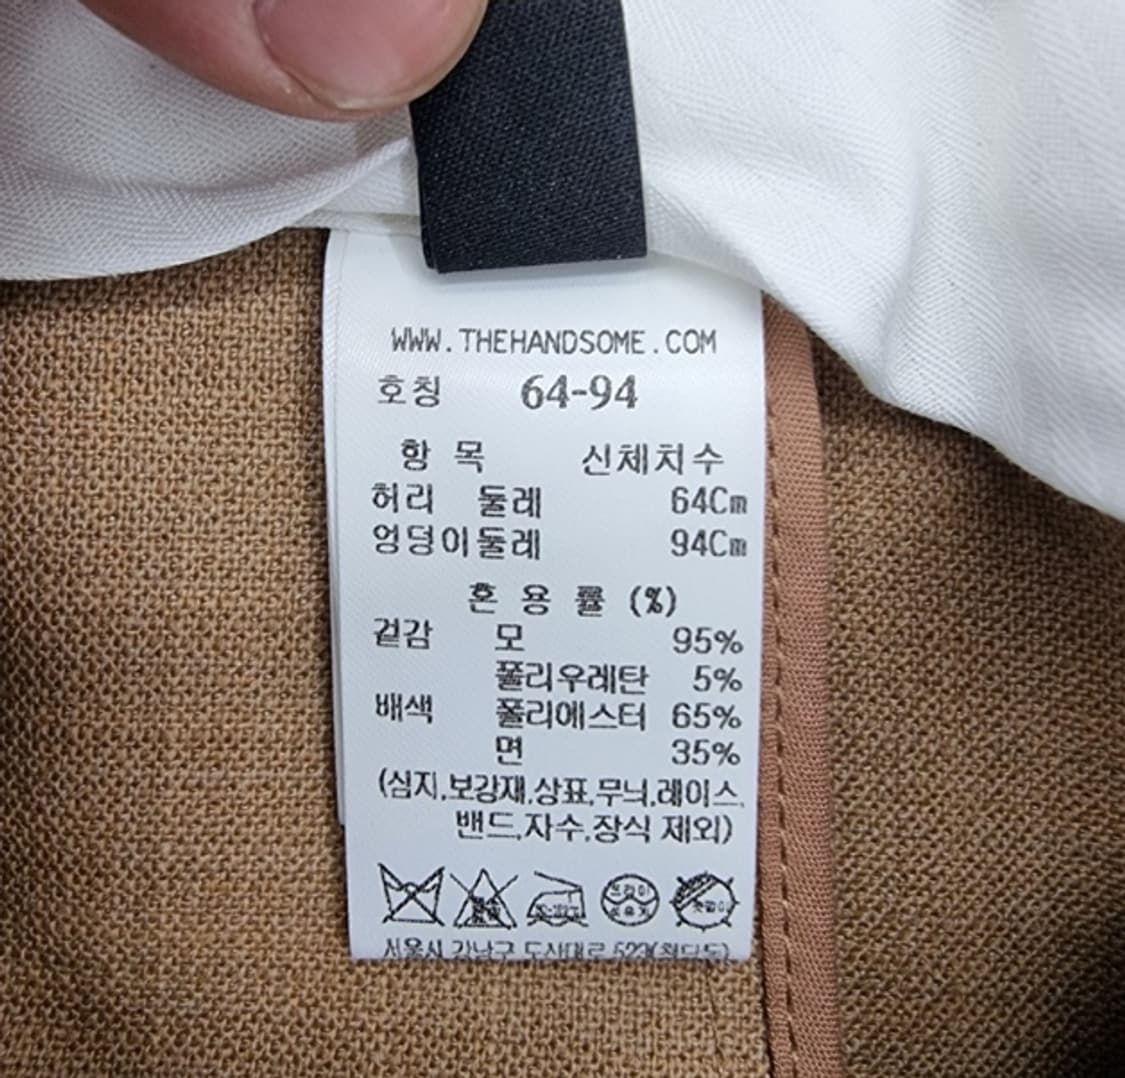 WWW.THEHANDSOME.COM
호칭 64-94
항 목 신체치수
허리 둘레 64Cm
엉덩이둘레 94Cm
혼 용 률 (%)
겉감 모 95%
폴리우레탄 5%
배색 폴리에스터 65%
면 35%
(심지,보강재,상표,무늬,레이스,
밴드,자수,장식 제외)
드라이
서울시 강남구 도산대로 523(청담동)